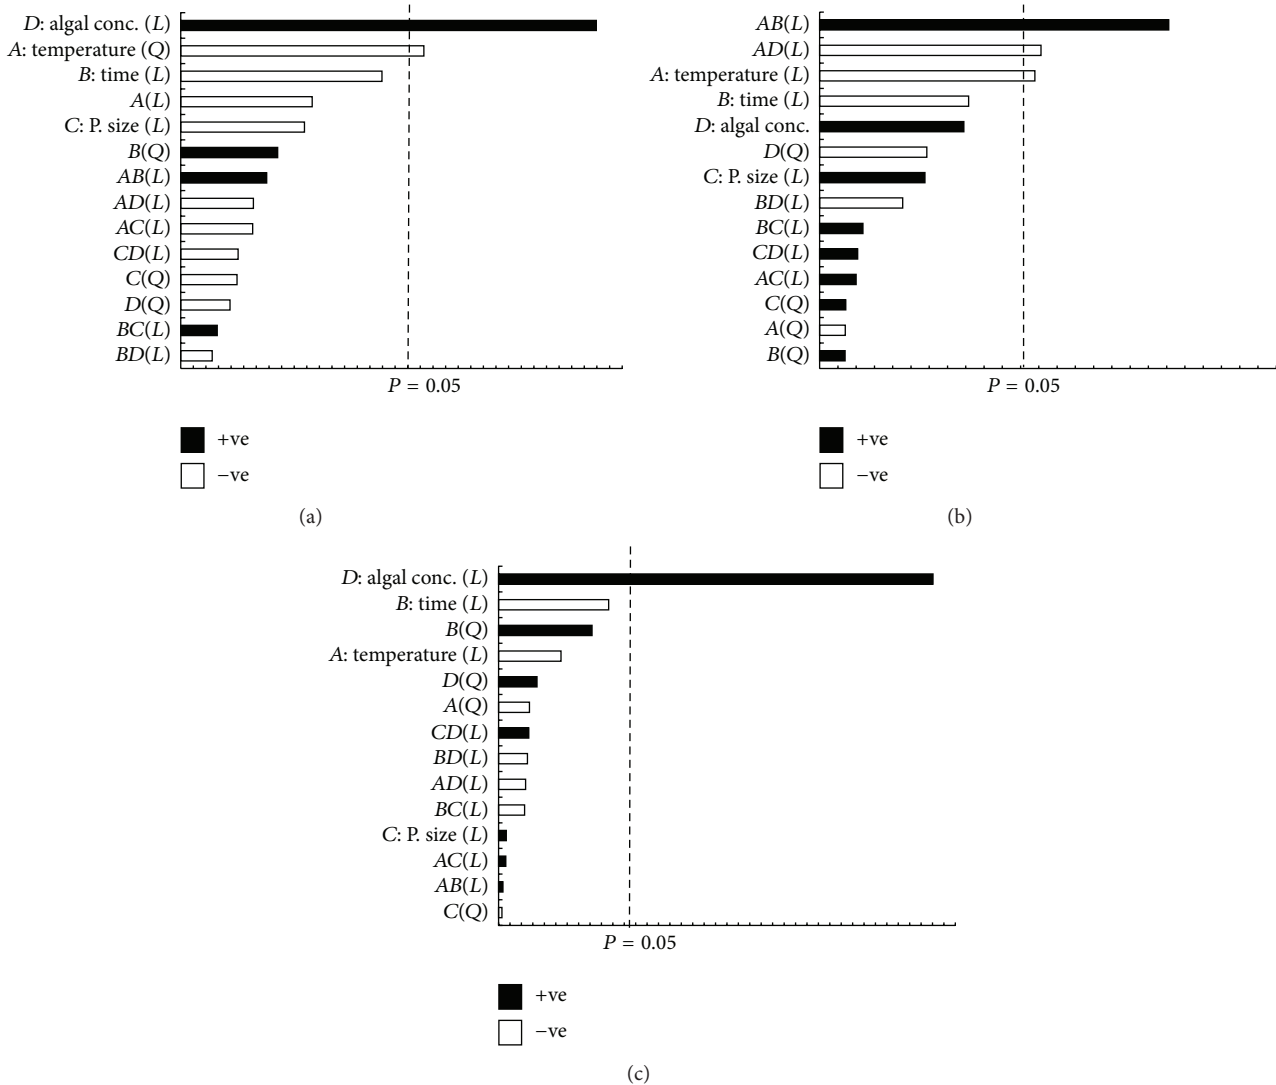 D: algal conc. (L)
A: temperature (Q)
B: time (L)
A(L)
C: P. size (L)
B(Q)
AB(L)
AD(L)
AC(L)
CD(L)
C(Q)
D(Q)
BC(L)
BD(L)
P = 0.05
+ve
−ve
(a)
AB(L)
AD(L)
A: temperature (L)
B: time (L)
D: algal conc.
D(Q)
C: P. size (L)
BD(L)
BC(L)
CD(L)
AC(L)
C(Q)
A(Q)
B(Q)
P = 0.05
+ve
−ve
(b)
D: algal conc. (L)
B: time (L)
B(Q)
A: temperature (L)
D(Q)
A(Q)
CD(L)
BD(L)
AD(L)
BC(L)
C: P. size (L)
AC(L)
AB(L)
C(Q)
P = 0.05
+ve
−ve
(c)